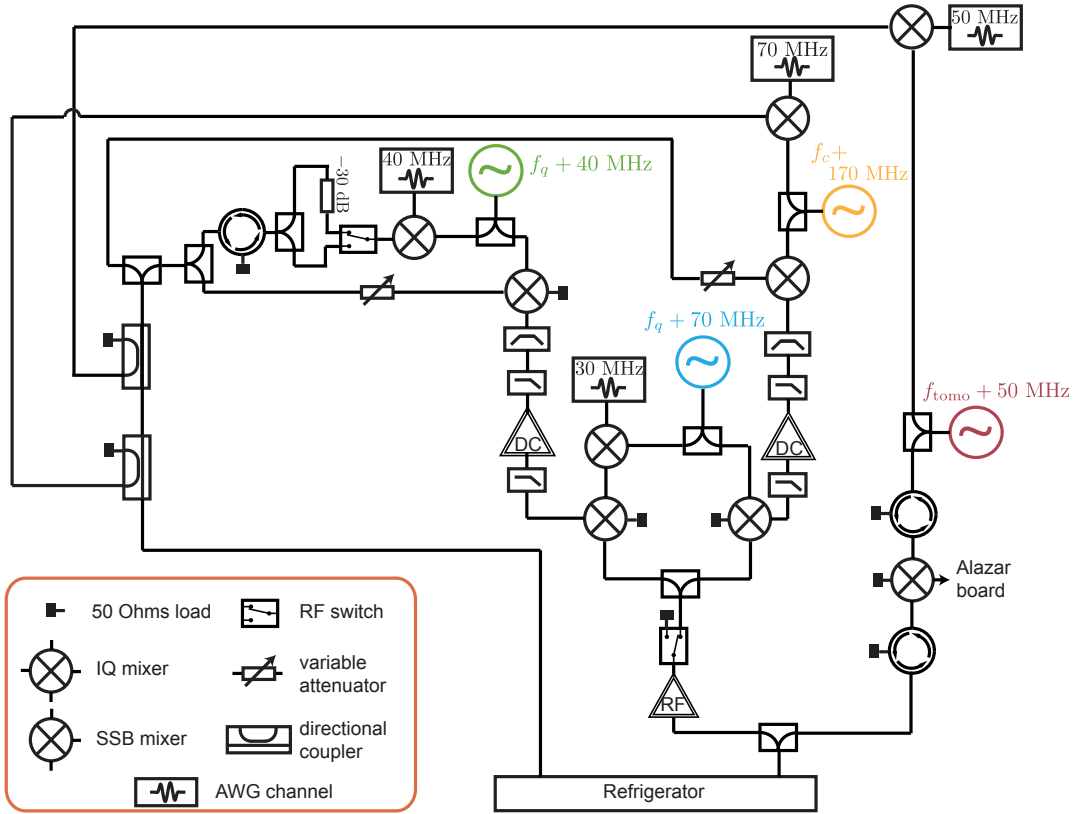 50 MHz
70 MHz
−30 dB
40 MHz
f_q + 40 MHz
f_c +
170 MHz
f_q + 70 MHz
30 MHz
f_tomo + 50 MHz
DC
DC
Alazar
board
RF
Refrigerator
50 Ohms load
RF switch
IQ mixer
variable
attenuator
SSB mixer
directional
coupler
AWG channel